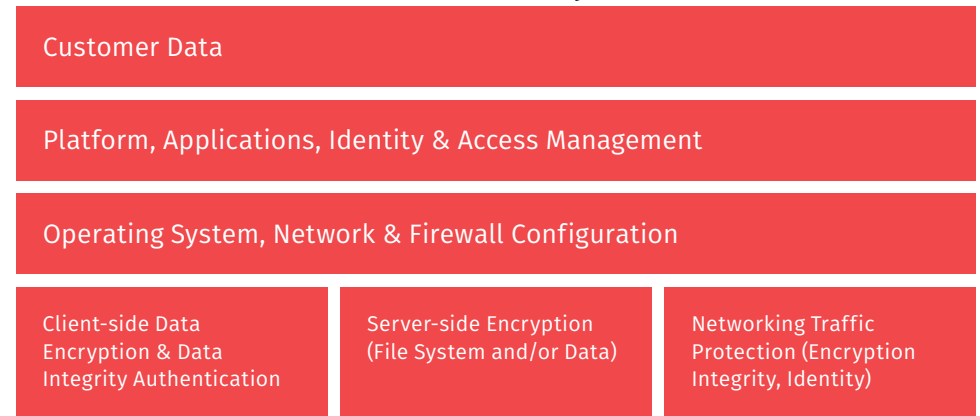 Customer Data
Platform, Applications, Identity & Access Management
Operating System, Network & Firewall Configuration
Client-side Data
Encryption & Data
Integrity Authentication
Server-side Encryption
(File System and/or Data)
Networking Traffic
Protection (Encryption
Integrity, Identity)